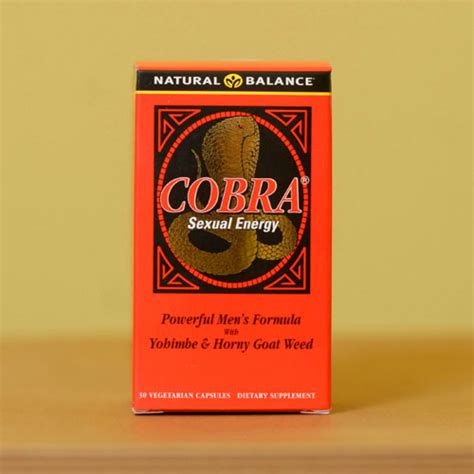 NATURAL BALANCE®
COBRA®
Sexual Energy
Powerful Men's Formula
With
Yohimbe & Horny Goat Weed
30 VEGETARIAN CAPSULES DIETARY SUPPLEMENT